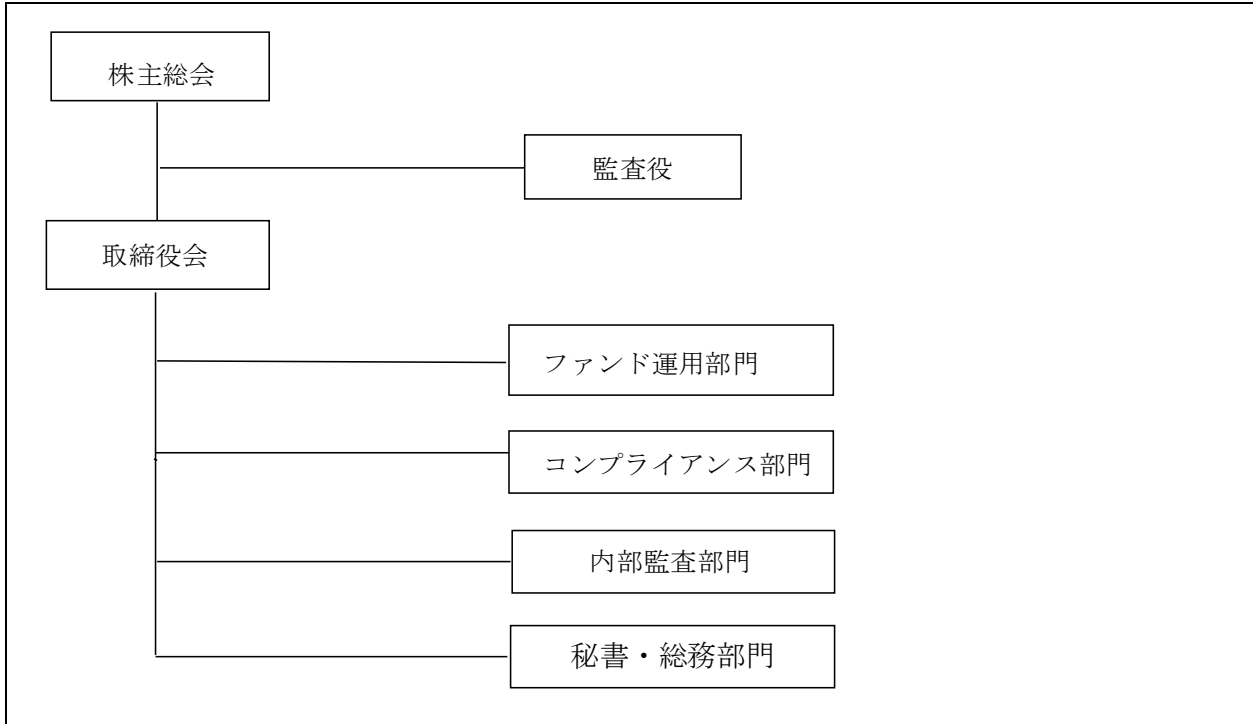 株主総会
監査役
取締役会
ファンド運用部門
コンプライアンス部門
内部監査部門
秘書・総務部門